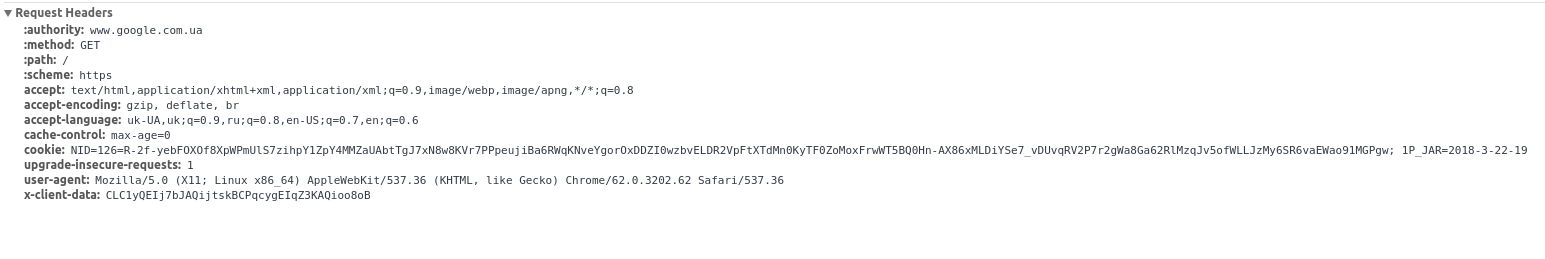 Request Headers
:authority: www.google.com.ua
:method: GET
:path: /
:scheme: https
accept: text/html,application/xhtml+xml,application/xml;q=0.9,image/webp,image/apng,*/*;q=0.8
accept-encoding: gzip, deflate, br
accept-language: uk-UA,uk;q=0.9,ru;q=0.8,en-US;q=0.7,en;q=0.6
cache-control: max-age=0
cookie: NID=126=R-2f-yebFOXOf8XpWPmUlS7zihpY1ZpY4MMZaUAbtTgJ7xN8w8KVr7PPpeujiBa6RWqKNveYgorOxDDZI0wzbvELDR2VpFtXTdMn0KyTF0ZoMoxFrwWT5BQ0Hn-AX86xMLDiYSe7_vDUvqRV2P7r2gWa8Ga62RlMzqJv5ofWLLJzMy6SR6vaEWao91MGPgw; 1P_JAR=2018-3-22-19
upgrade-insecure-requests: 1
user-agent: Mozilla/5.0 (X11; Linux x86_64) AppleWebKit/537.36 (KHTML, like Gecko) Chrome/62.0.3202.62 Safari/537.36
x-client-data: CLC1yQEIj7bJAQijtskBCPqcygEIqZ3KAQioo8oB